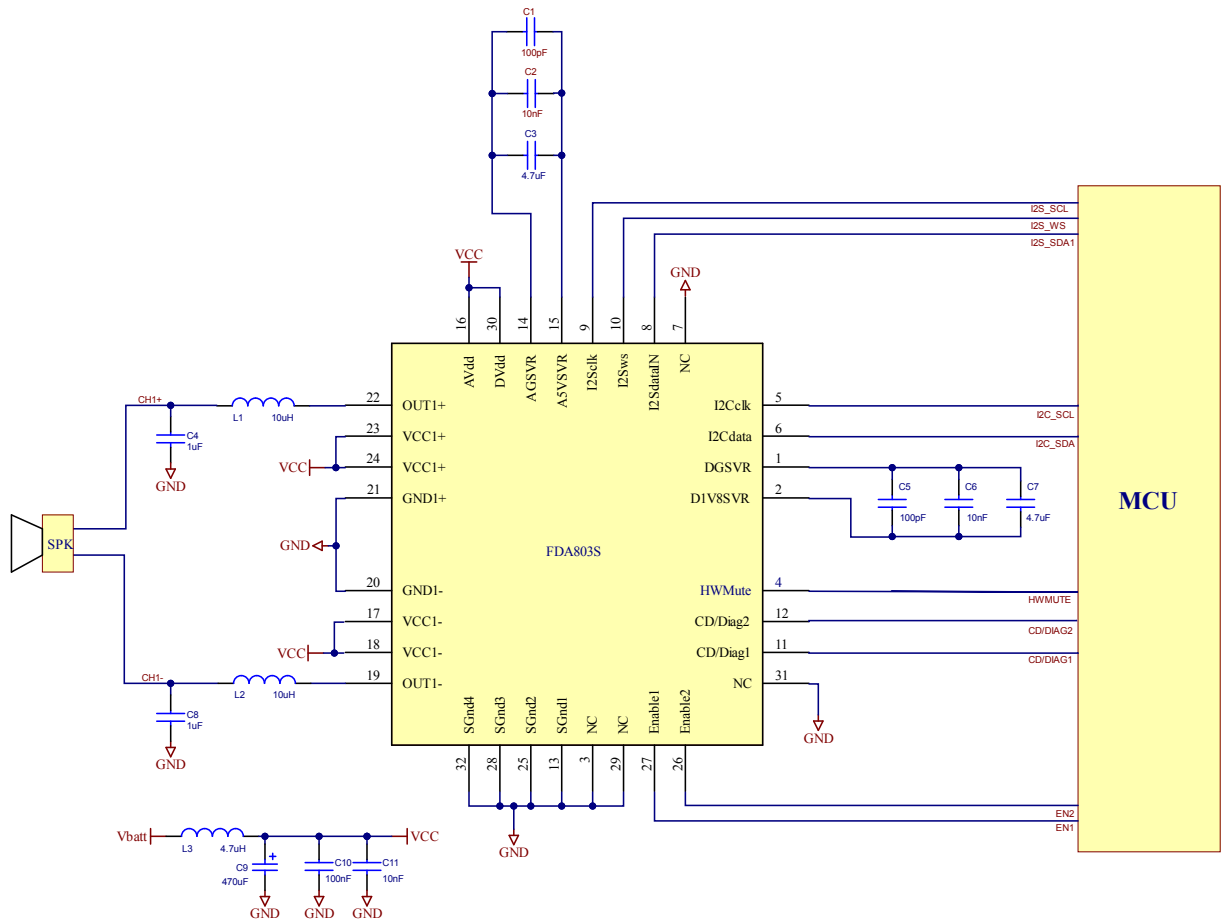 C1
100pF
C2
10nF
C3
4.7uF
I2S_SCL
I2S_WS
I2S_SDA1
VCC
GND
16
30
14
15
9
10
8
7
AVdd
DVdd
AGSVR
A5VSVR
I2Sclk
I2Sws
I2SdataIN
NC
CH1+
L1
10uH
22
OUT1+
I2Cclk
5
I2C_SCL
C4
1uF
GND
23
VCC1+
I2Cdata
6
I2C_SDA
VCC
24
VCC1+
DGSVR
1
21
GND1+
D1V8SVR
2
C5
100pF
C6
10nF
C7
4.7uF
MCU
SPK
GND
FDA803S
20
GND1-
HWMute
4
HWMUTE
17
VCC1-
CD/Diag2
12
CD/DIAG2
VCC
18
VCC1-
CD/Diag1
11
CD/DIAG1
CH1-
L2
10uH
19
OUT1-
NC
31
C8
1uF
GND
GND
SGnd4
SGnd3
SGnd2
SGnd1
NC
NC
Enable1
Enable2
32
28
25
13
3
29
27
26
EN2
EN1
GND
Vbatt
L3
4.7uH
VCC
C9
+
470uF
C10
100nF
C11
10nF
GND
GND
GND